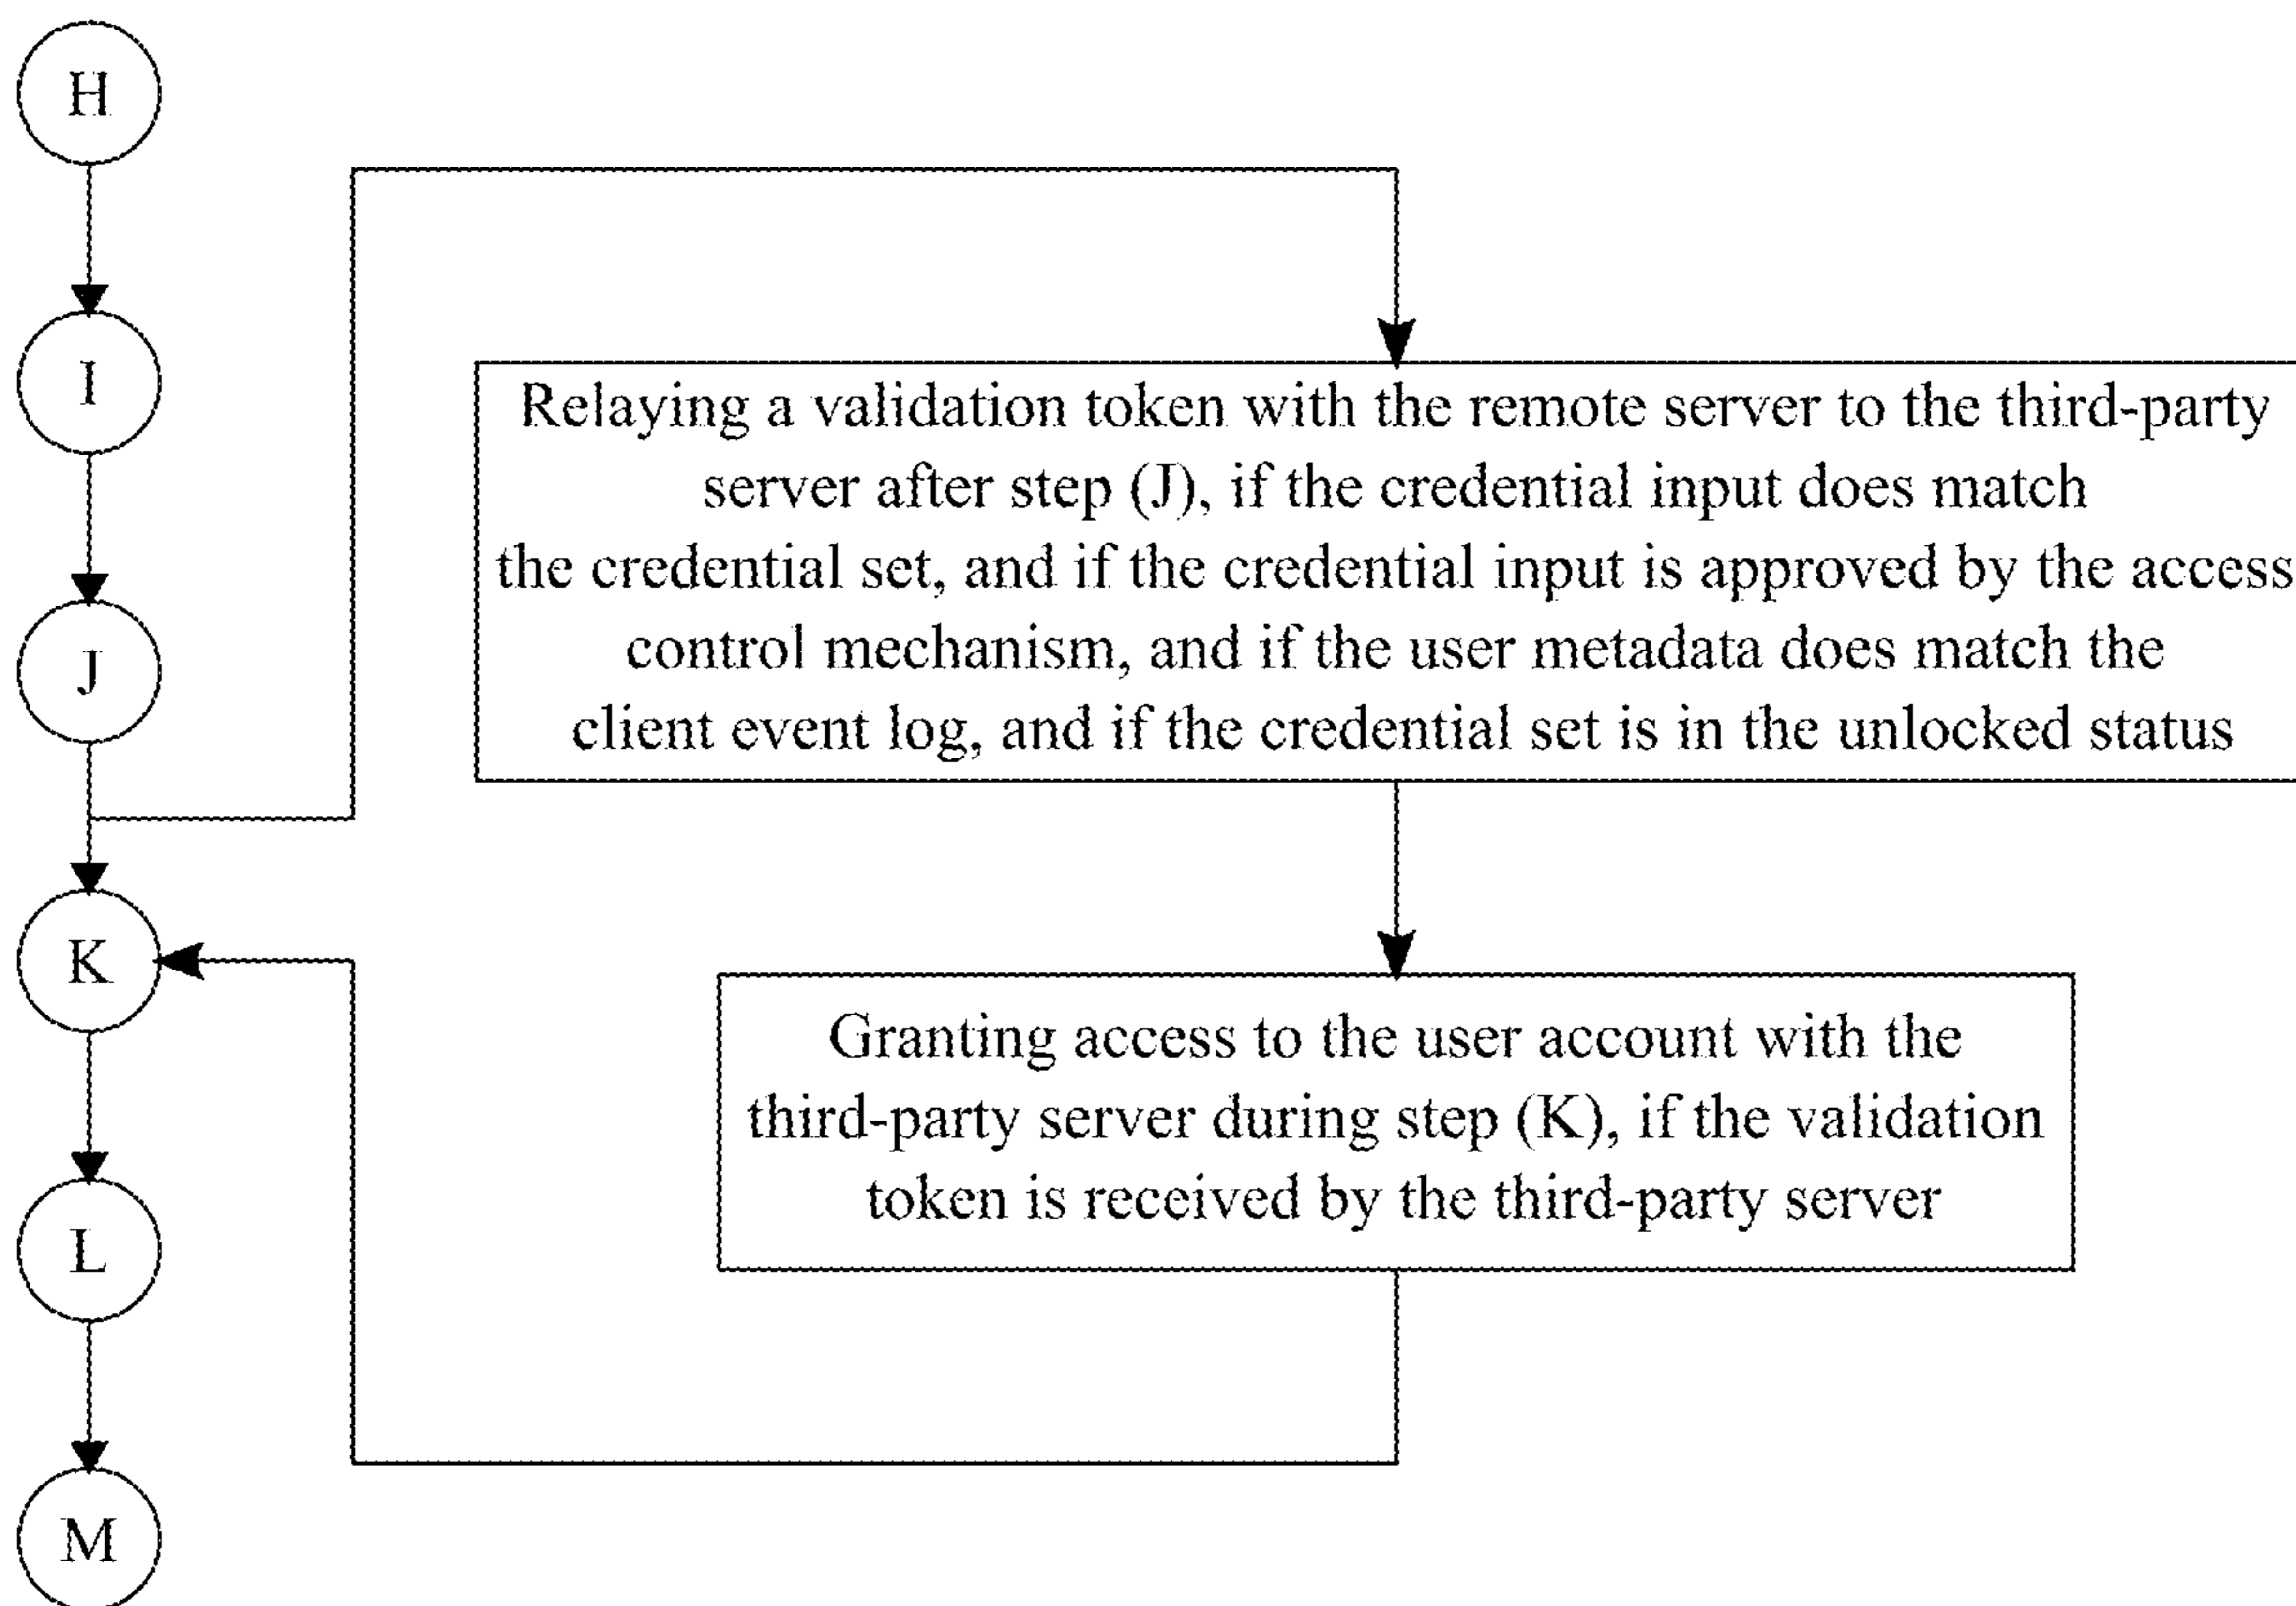 H
I
J
K
L
M
Relaying a validation token with the remote server to the third-party
server after step (J), if the credential input does match
the credential set, and if the credential input is approved by the access
control mechanism, and if the user metadata does match the
client event log, and if the credential set is in the unlocked status
Granting access to the user account with the
third-party server during step (K), if the validation
token is received by the third-party server